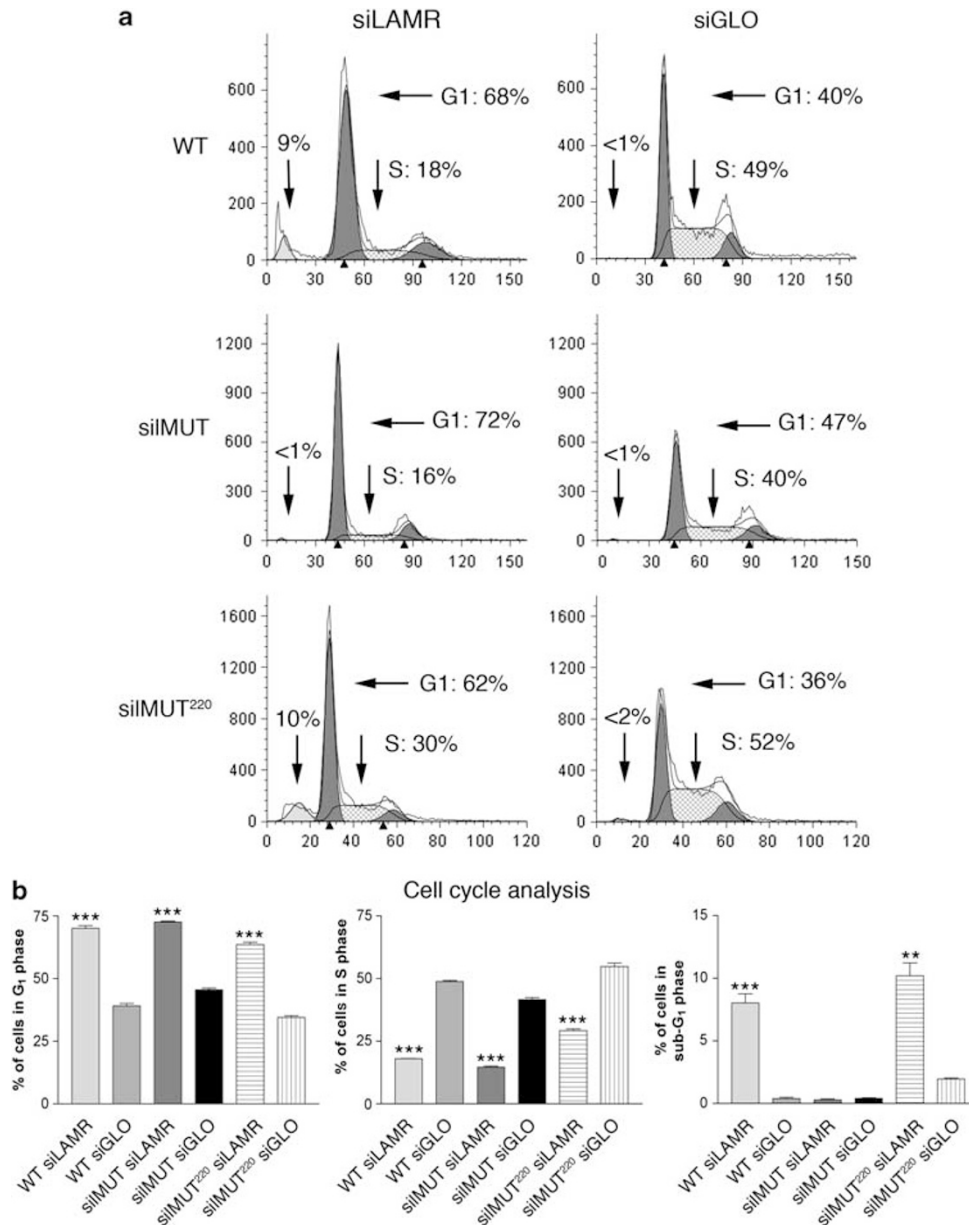 a
siLAMR siGLO
WT
600
400
200
0
9%
G1: 68%
S: 18%
0 30 60 90 120 150
600
400
200
0
<1%
G1: 40%
S: 49%
0 30 60 90 120 150
silMUT
1200
900
600
300
0
<1%
G1: 72%
S: 16%
0 30 60 90 120 150
1200
900
600
300
0
<1%
G1: 47%
S: 40%
0 30 60 90 120 150
silMUT²²⁰
1600
1200
800
400
0
10%
G1: 62%
S: 30%
0 20 40 60 80 100 120
1600
1200
800
400
0
<2%
G1: 36%
S: 52%
0 20 40 60 80 100 120
b
Cell cycle analysis
% of cells in G₁ phase
75
50
25
0
*** *** ***
WT siLAMR
WT siGLO
silMUT siLAMR
silMUT siGLO
silMUT²²⁰ siLAMR
silMUT²²⁰ siGLO
% of cells in S phase
75
50
25
0
*** *** ***
WT siLAMR
WT siGLO
silMUT siLAMR
silMUT siGLO
silMUT²²⁰ siLAMR
silMUT²²⁰ siGLO
% of cells in
sub-G₁ phase
15
10
5
0
*** **
WT siLAMR
WT siGLO
silMUT siLAMR
silMUT siGLO
silMUT²²⁰ siLAMR
silMUT²²⁰ siGLO